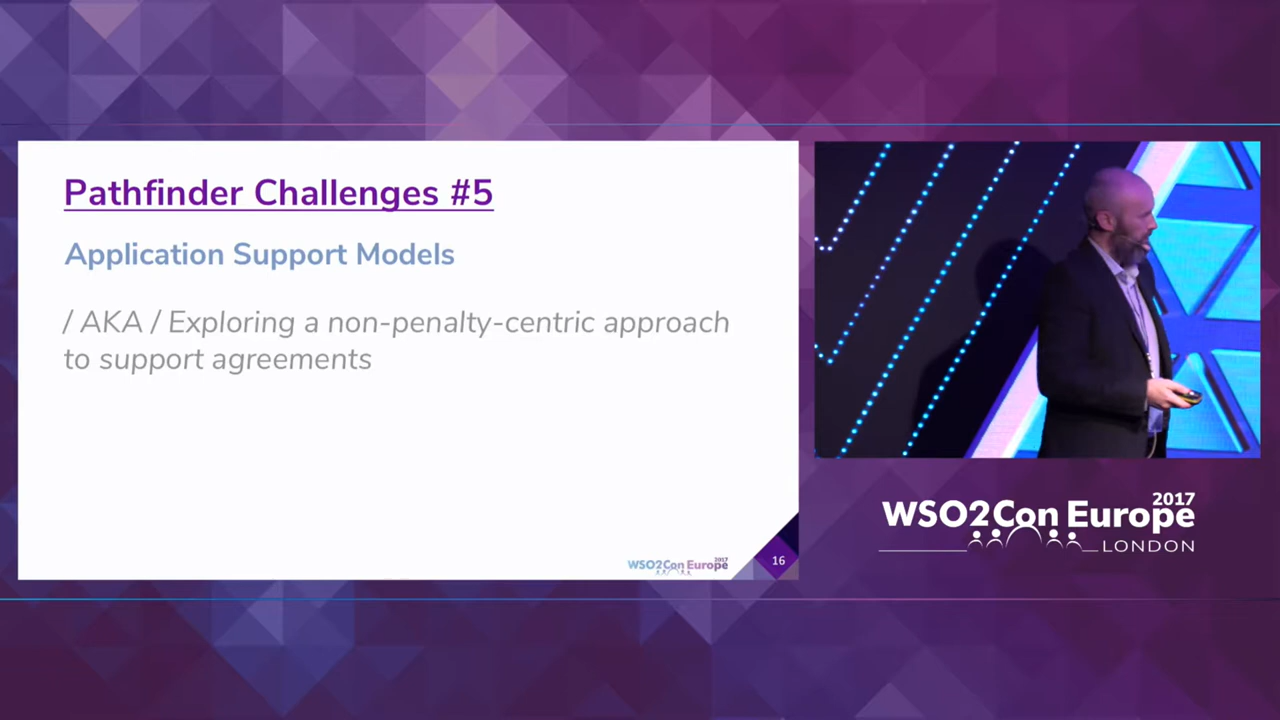 Pathfinder Challenges #5
Application Support Models
/ AKA / Exploring a non-penalty-centric approach
to support agreements
WSO2Con Europe 2017
16
WSO2Con Europe 2017
LONDON